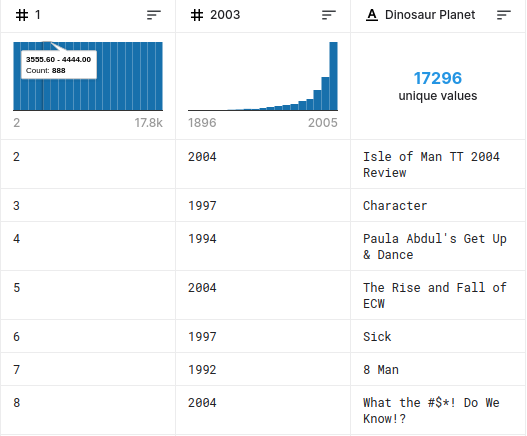 # 1
# 2003
A Dinosaur Planet
3555.60 - 4444.00
Count: 888
2 17.8k
1896 2005
17296
unique values
2 2004 Isle of Man TT 2004
Review
3 1997 Character
4 1994 Paula Abdul's Get Up
& Dance
5 2004 The Rise and Fall of
ECW
6 1997 Sick
7 1992 8 Man
8 2004 What the #$*! Do We
Know!?